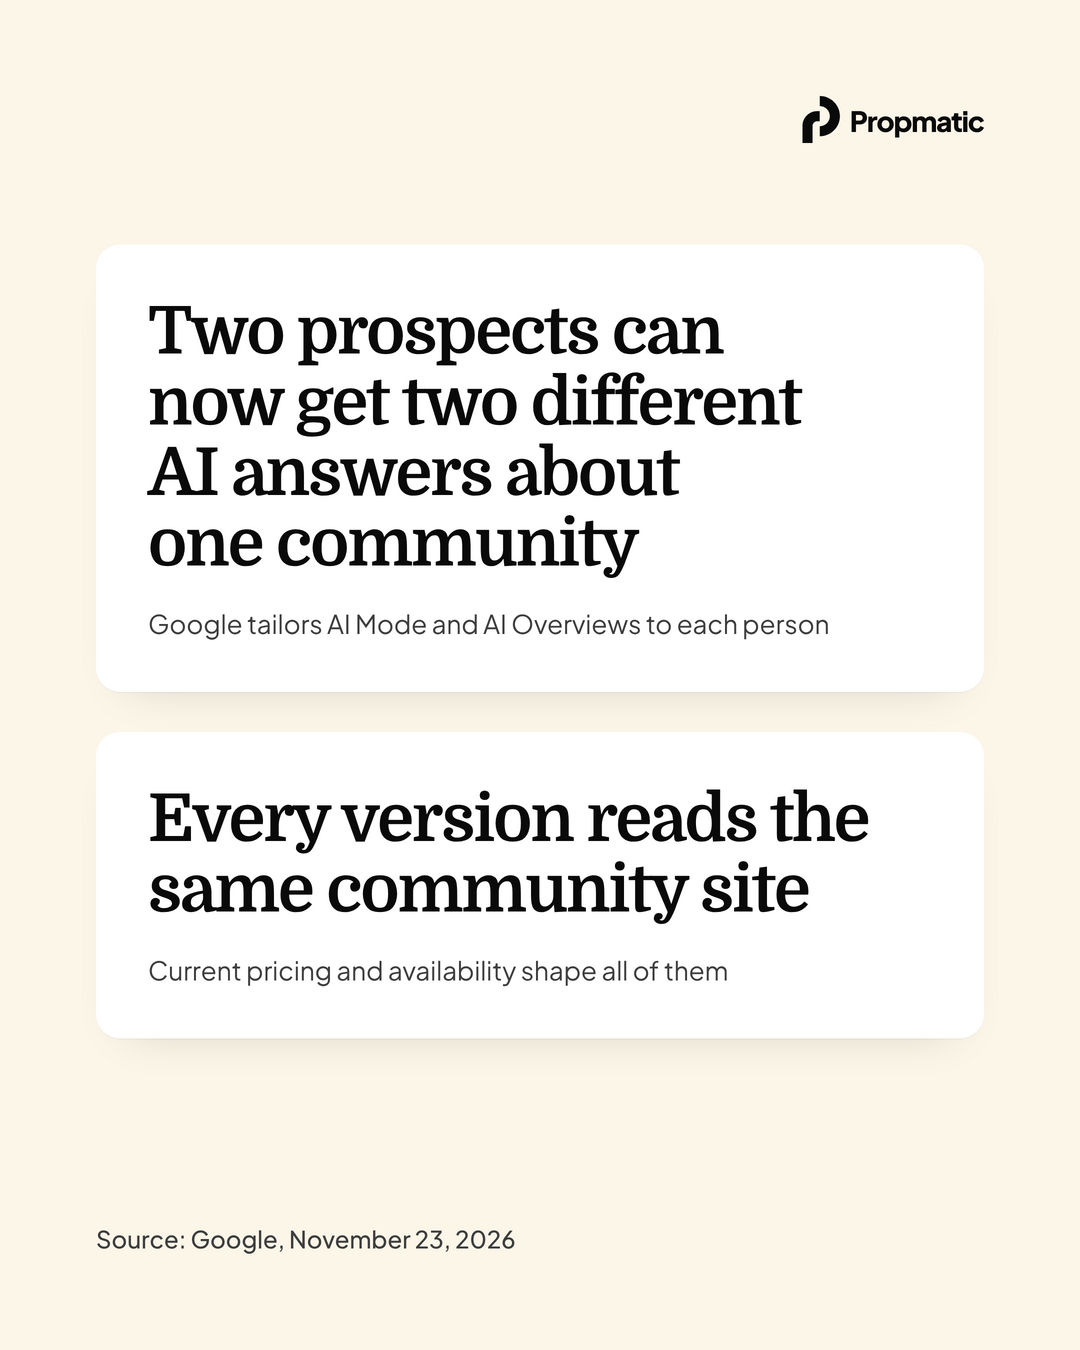 Propmatic
Two prospects can
now get two different
AI answers about
one community
Google tailors AI Mode and AI Overviews to each person
Every version reads the
same community site
Current pricing and availability shape all of them
Source: Google, November 23, 2026